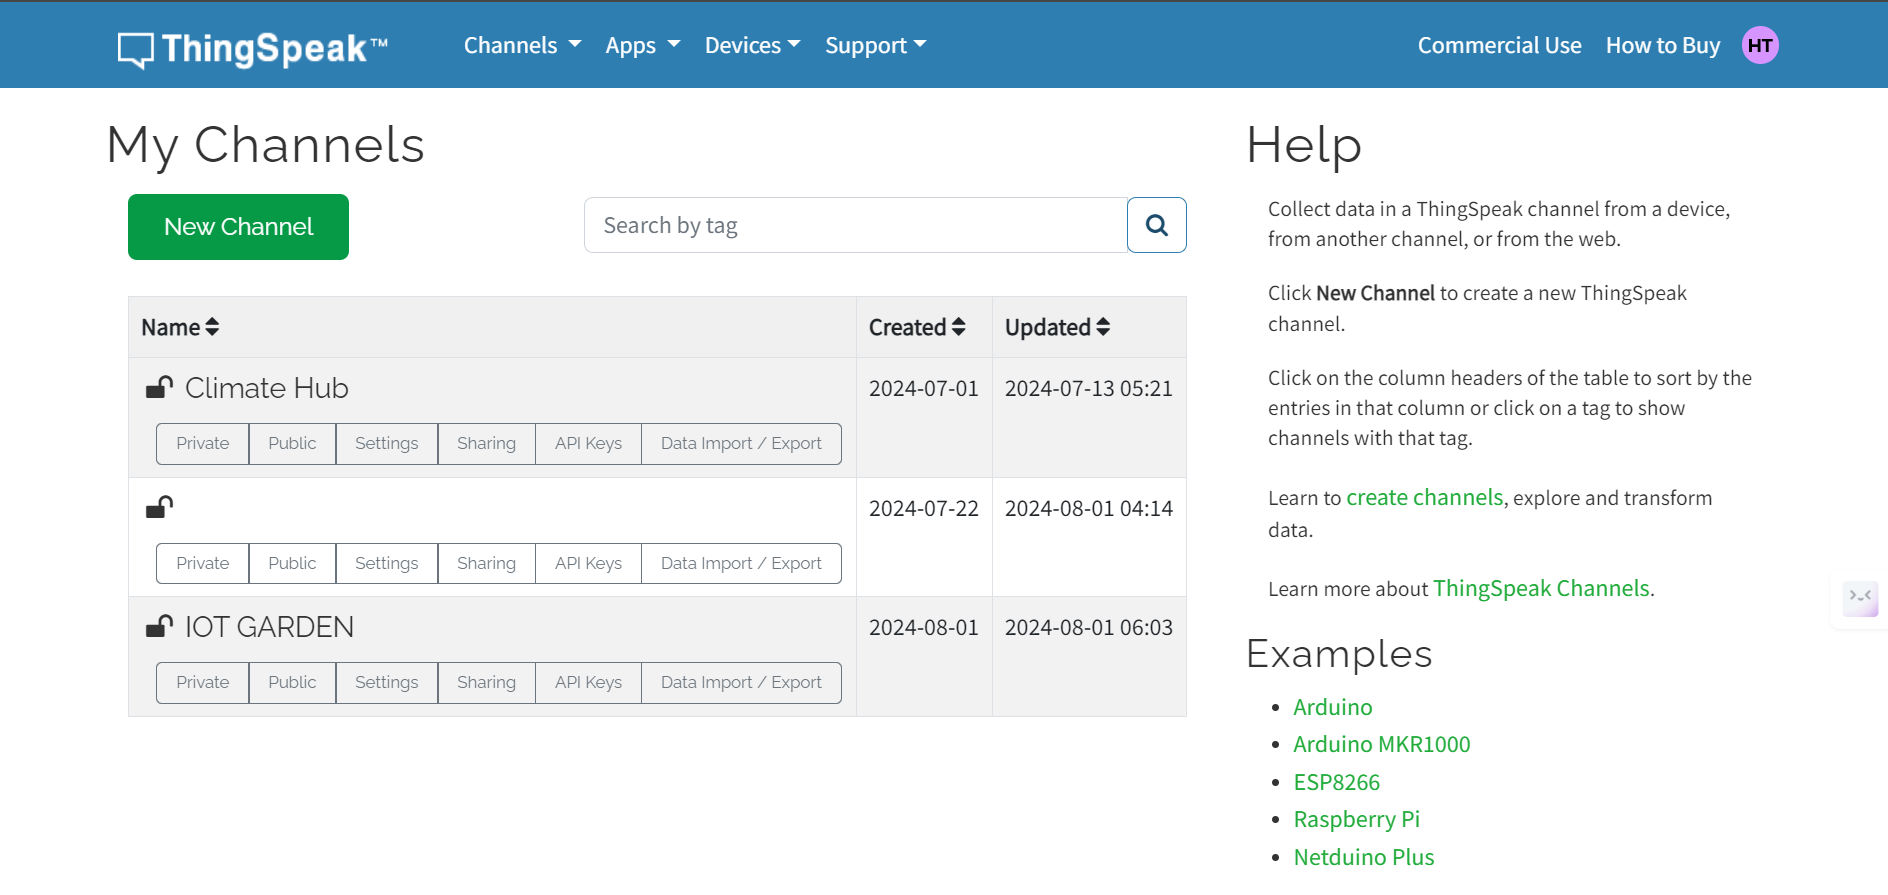 ThingSpeak™ Channels Apps Devices Support Commercial Use How to Buy HT
My Channels
New Channel
Search by tag
Name Created Updated
Climate Hub 2024-07-01 2024-07-13 05:21
Private Public Settings Sharing API Keys Data Import / Export
2024-07-22 2024-08-01 04:14
Private Public Settings Sharing API Keys Data Import / Export
IOT GARDEN 2024-08-01 2024-08-01 06:03
Private Public Settings Sharing API Keys Data Import / Export
Help
Collect data in a ThingSpeak channel from a device,
from another channel, or from the web.
Click New Channel to create a new ThingSpeak
channel.
Click on the column headers of the table to sort by the
entries in that column or click on a tag to show
channels with that tag.
Learn to create channels, explore and transform
data.
Learn more about ThingSpeak Channels.
Examples
Arduino
Arduino MKR1000
ESP8266
Raspberry Pi
Netduino Plus